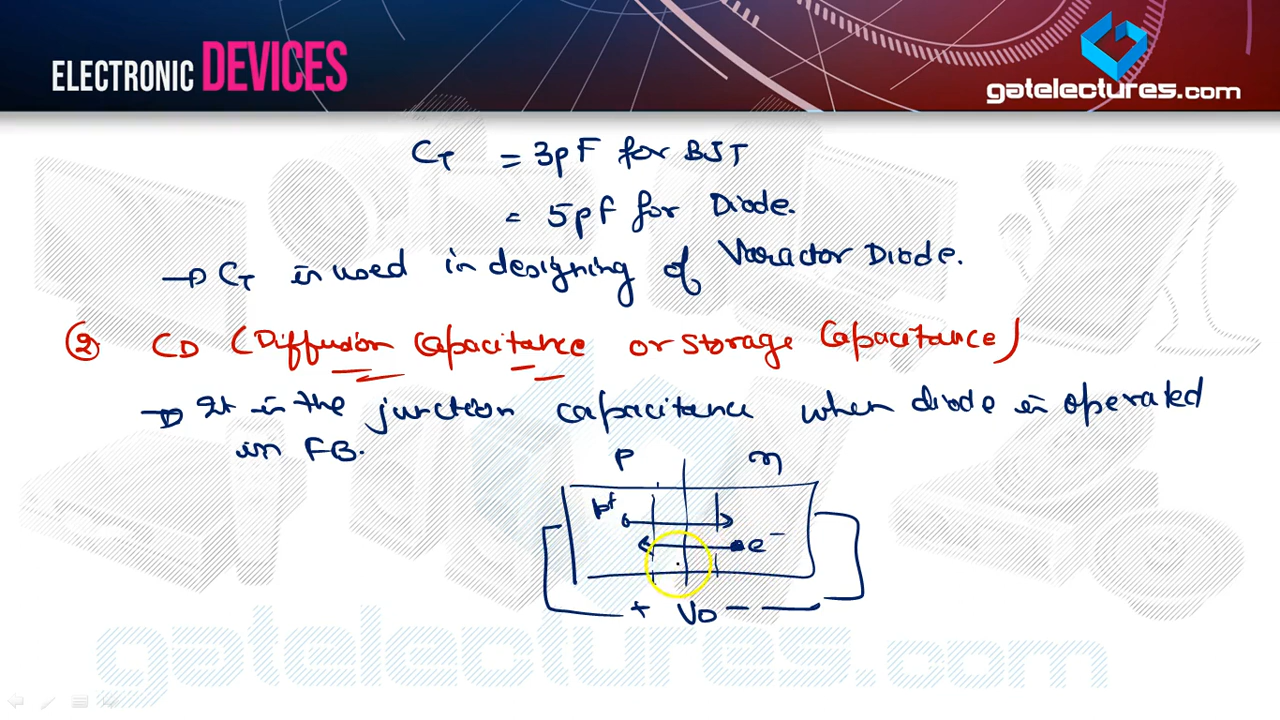 ELECTRONIC DEVICES
gatelectures.com
CT = 3pF for BJT
= 5pf for Diode.
→ CT is used in designing of Varactor Diode.
② CD (Diffusion Capacitance or Storage Capacitance)
→ It is the junction capacitance when diode is operated
in FB.
P n
p+
e-
+ VD -
gatelectures.com